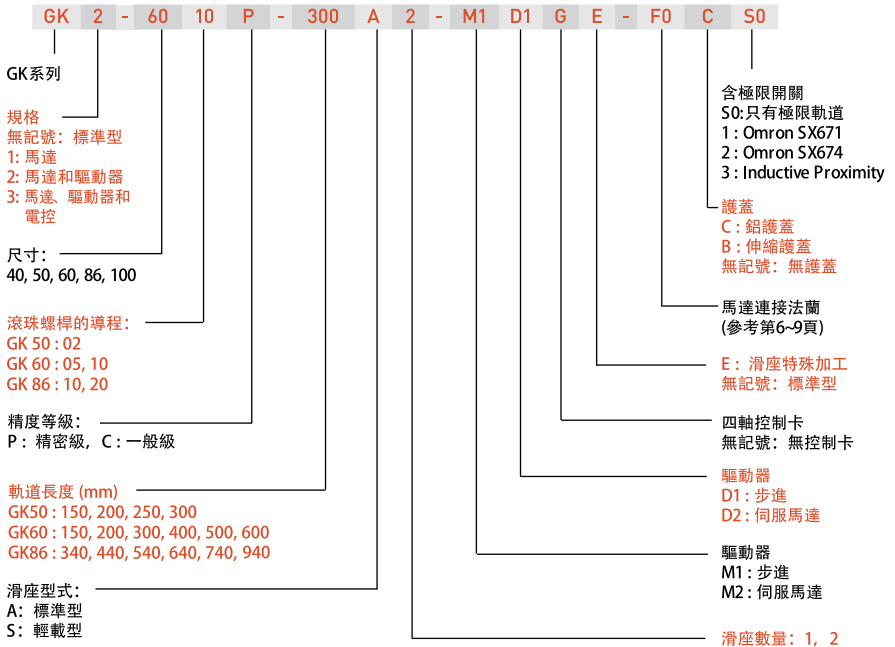 GK 2 - 60 10 P - 300 A 2 - M1 D1 G E - F0 C S0
GK系列
規格
無記號：標準型
1: 馬達
2: 馬達和驅動器
3: 馬達、驅動器和
電控
尺寸：
40, 50, 60, 86, 100
滾珠螺桿的導程：
GK 50 : 02
GK 60 : 05, 10
GK 86 : 10, 20
精度等級：
P : 精密級，C : 一般級
軌道長度 (mm)
GK50 : 150, 200, 250, 300
GK60 : 150, 200, 300, 400, 500, 600
GK86 : 340, 440, 540, 640, 740, 940
滑座型式：
A：標準型
S：輕載型
含極限開關
S0:只有極限軌道
1 : Omron SX671
2 : Omron SX674
3 : Inductive Proximity
護蓋
C : 鋁護蓋
B : 伸縮護蓋
無記號：無護蓋
馬達連接法蘭
(參考第6~9頁)
E : 滑座特殊加工
無記號：標準型
四軸控制卡
無記號：無控制卡
驅動器
D1 : 步進
D2 : 伺服馬達
驅動器
M1 : 步進
M2 : 伺服馬達
滑座數量：1，2